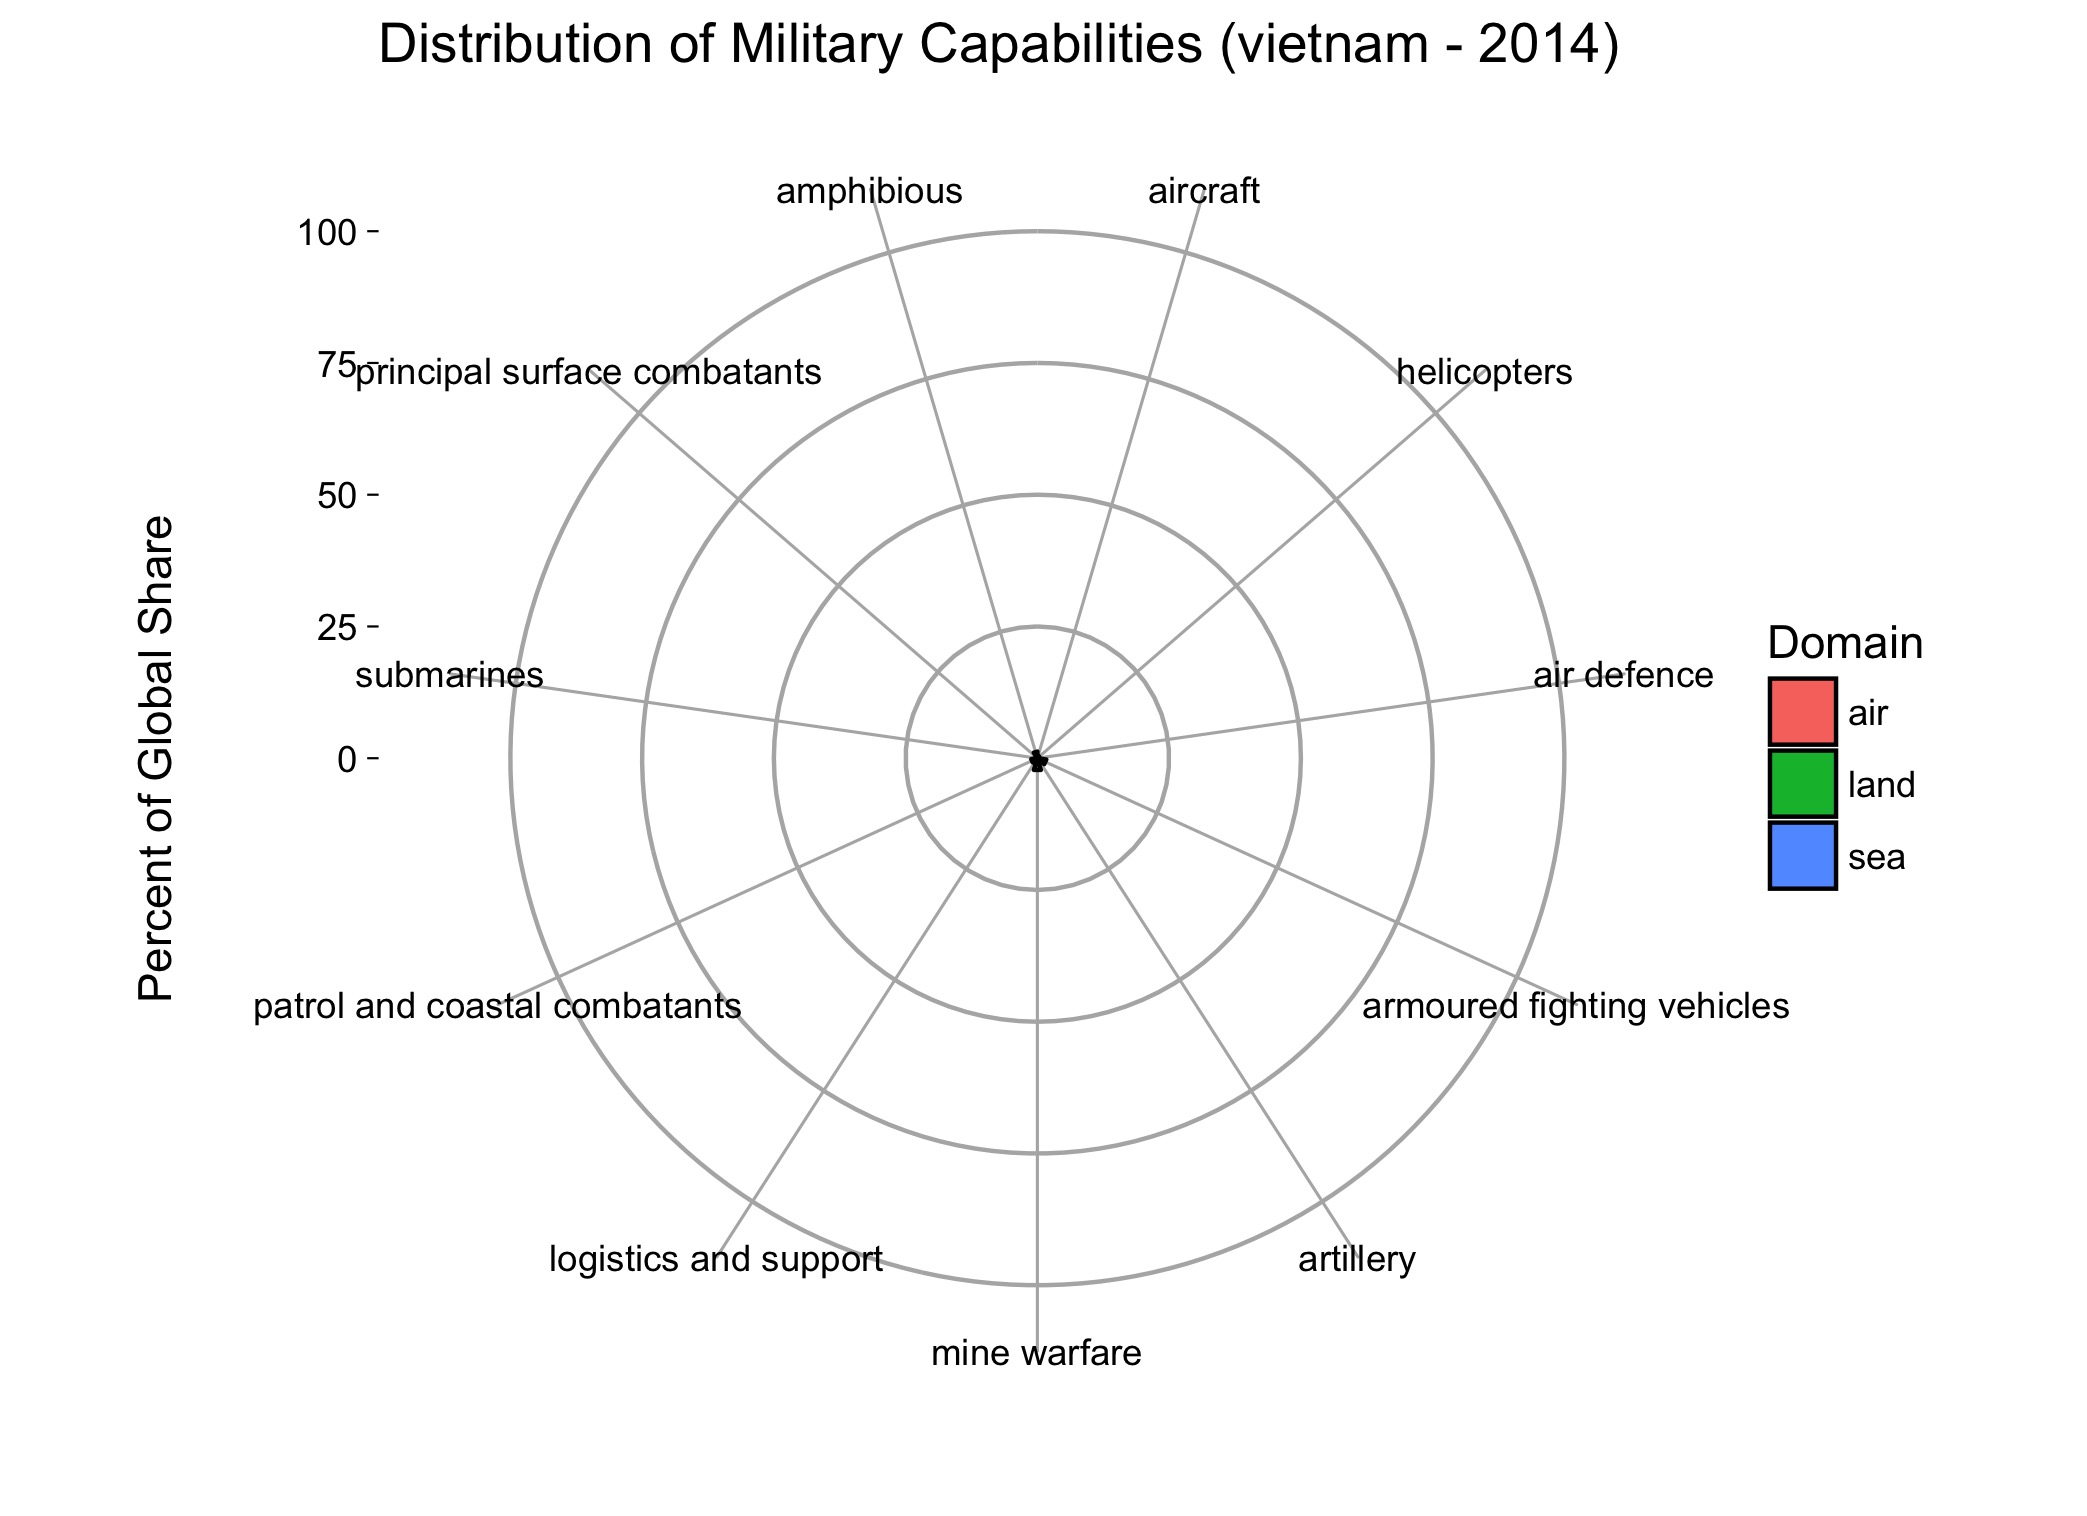 Distribution of Military Capabilities (vietnam - 2014)
amphibious
aircraft
100
75
principal surface combatants
helicopters
50
25
submarines
air defence
0
Percent of Global Share
Domain
air
land
sea
patrol and coastal combatants
armoured fighting vehicles
logistics and support
artillery
mine warfare